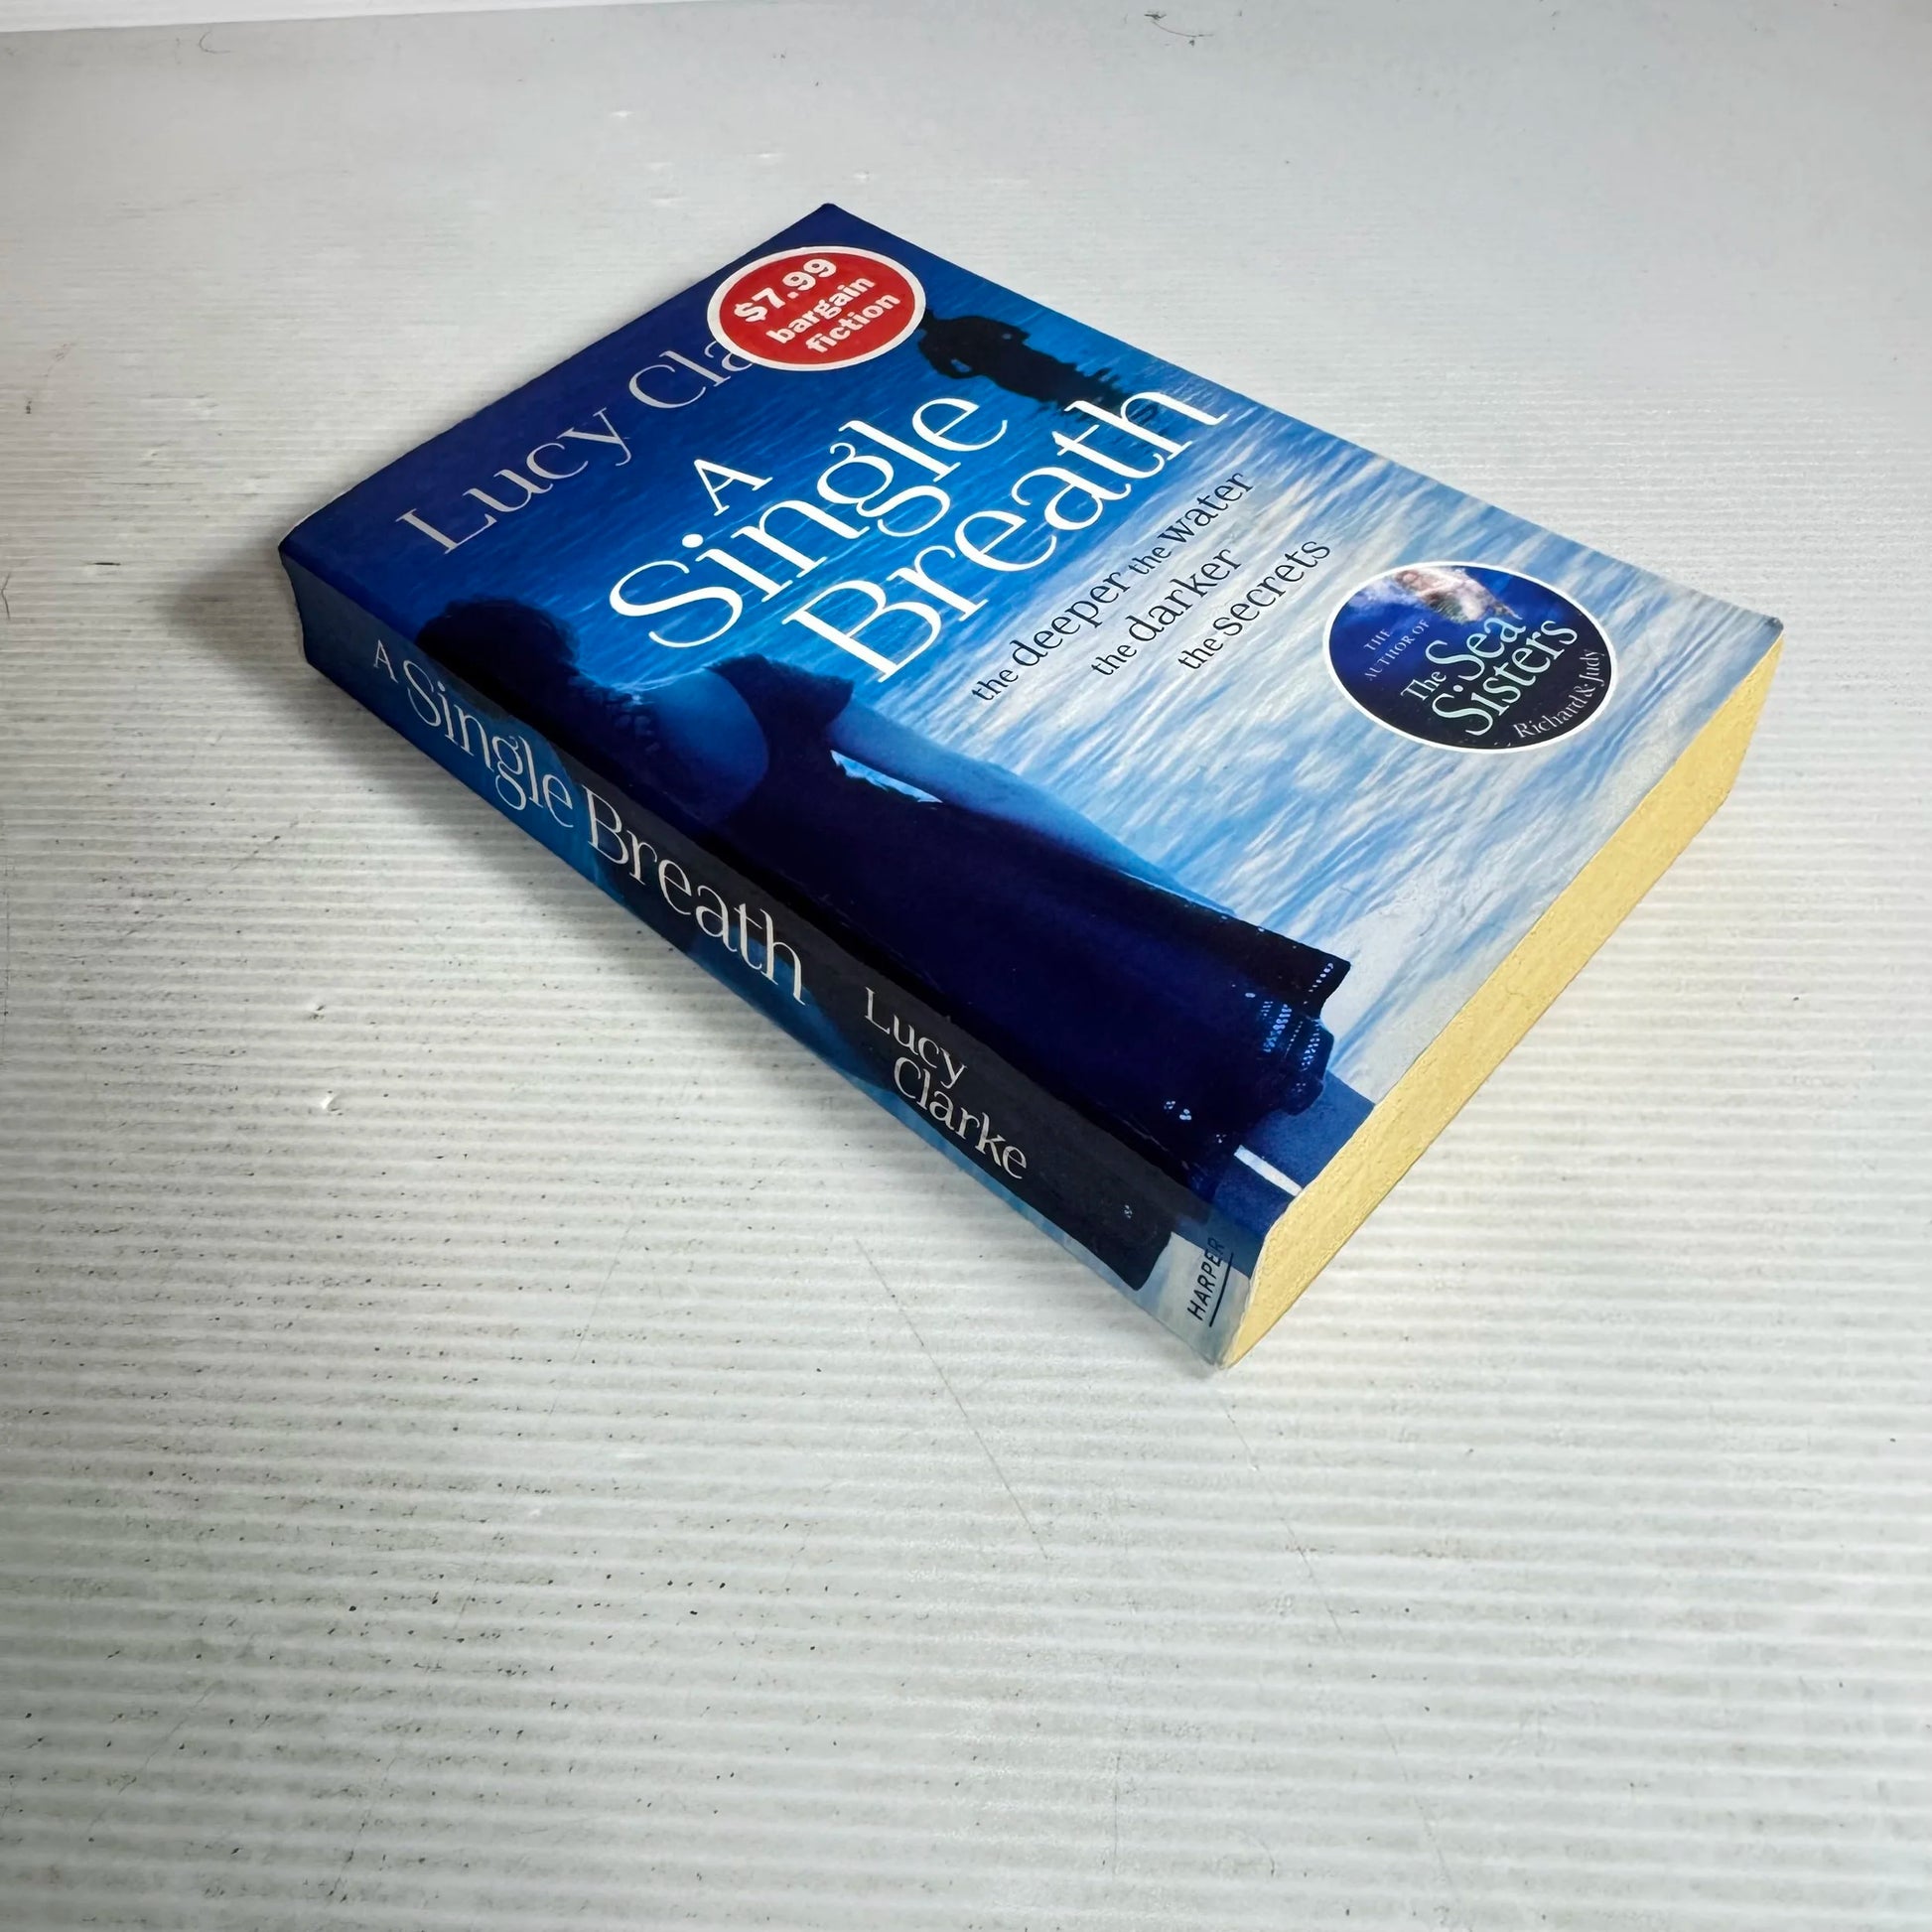 Lucy Cla
$7.99
bargain
fiction
A
Single
Breath
the deeper the water
the darker
the secrets
THE
AUTHOR OF
The Sea
Sisters
Richard & Judy
A Single Breath
Lucy
Clarke
HARPER